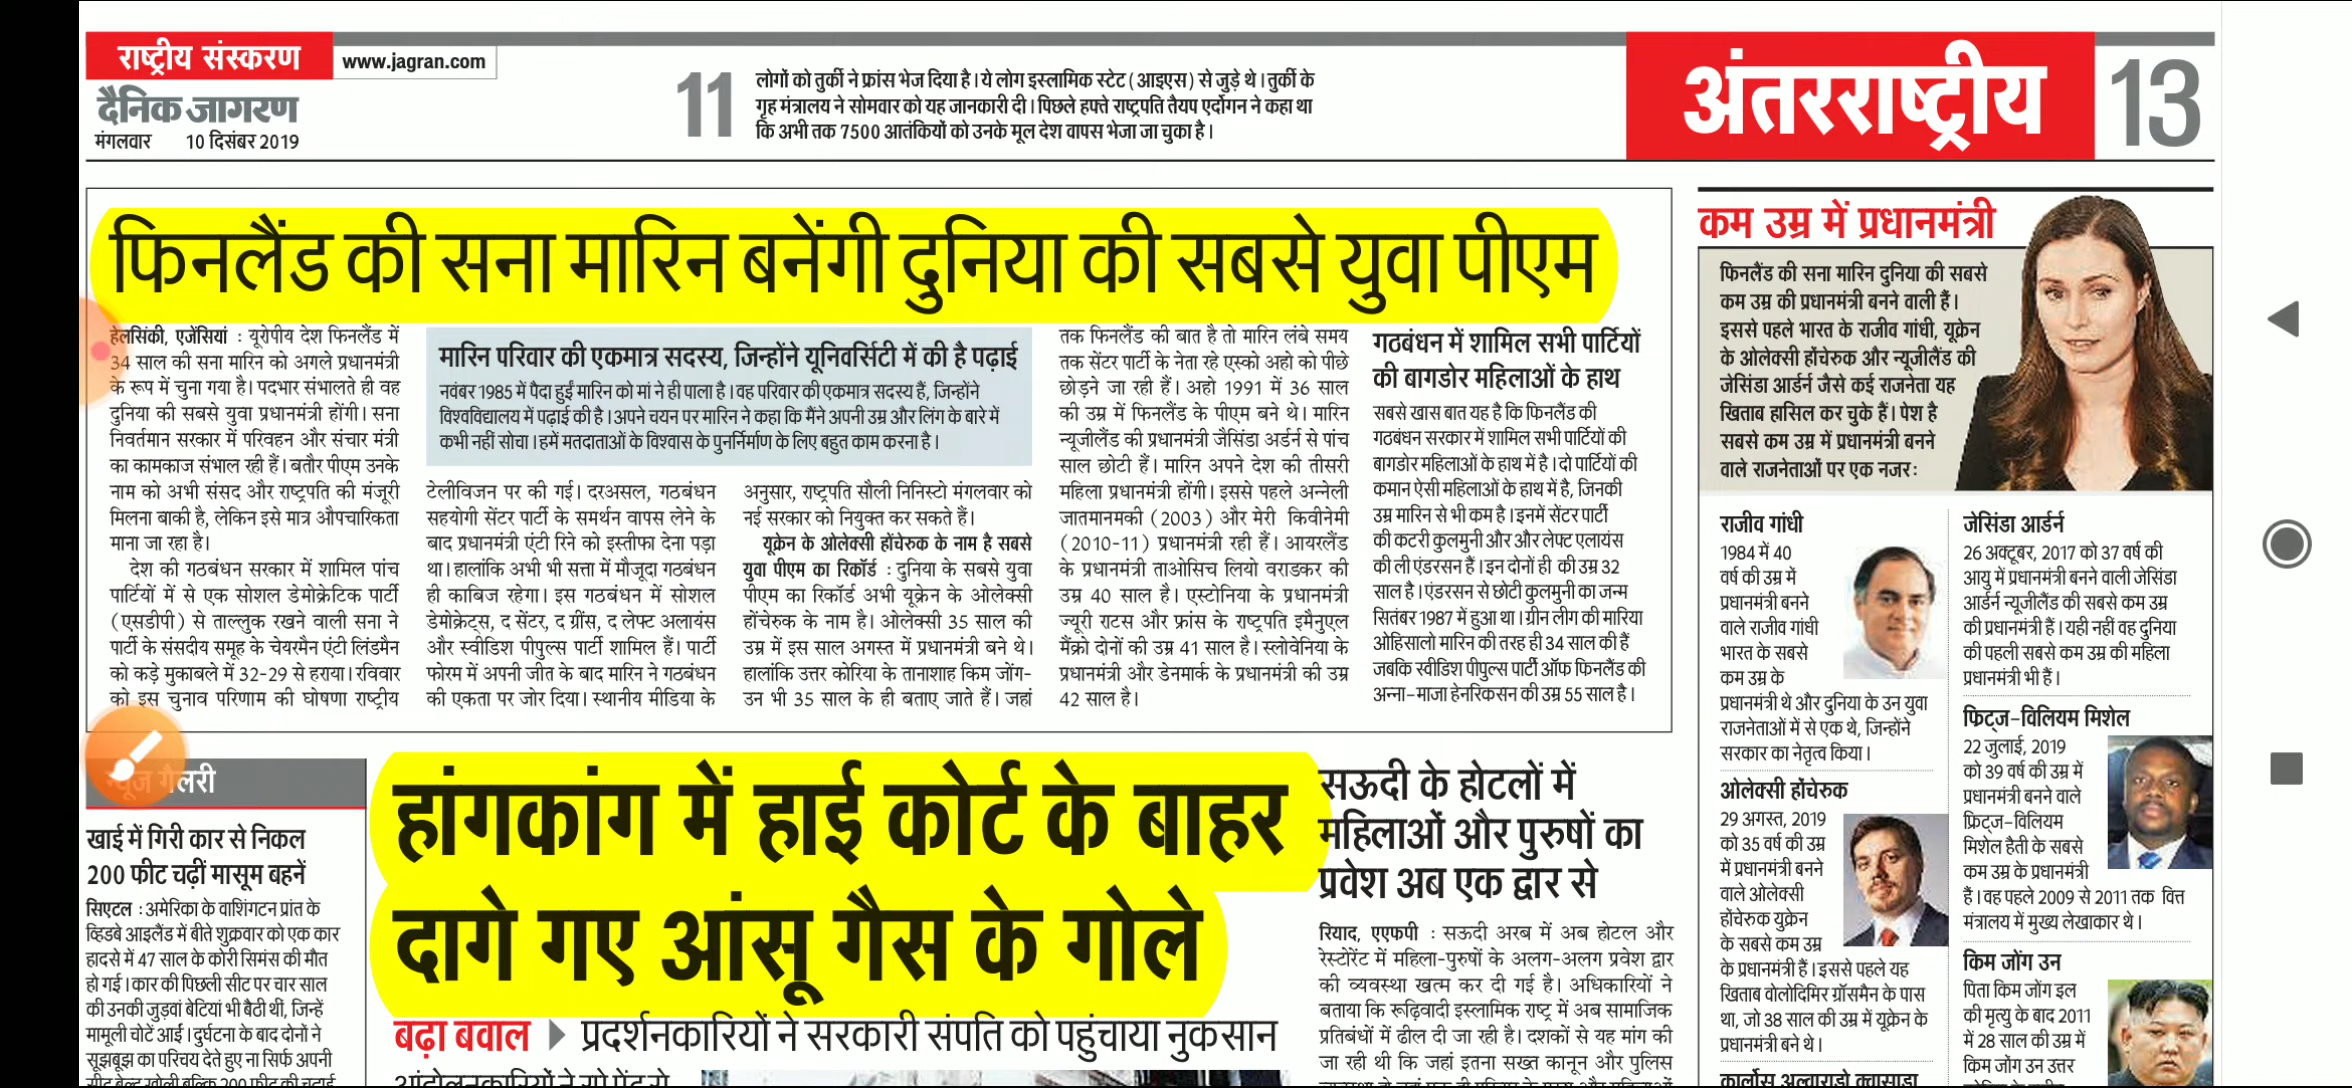 राष्ट्रीय संस्करण
www.jagran.com
दैनिक जागरण
मंगलवार 10 दिसंबर 2019
11
लोगों को तुर्की ने फ्रांस भेज दिया है। ये लोग इस्लामिक स्टेट (आइएस) से जुड़े थे। तुर्की के
गृह मंत्रालय ने सोमवार को यह जानकारी दी। पिछले हफ्ते राष्ट्रपति तैयप एर्दोगन ने कहा था
कि अभी तक 7500 आतंकियों को उनके मूल देश वापस भेजा जा चुका है।
अंतरराष्ट्रीय
13
फिनलैंड की सना मारिन बनेंगी दुनिया की सबसे युवा पीएम
हेलसिंकी, एजेंसियां : यूरोपीय देश फिनलैंड में
34 साल की सना मारिन को अगले प्रधानमंत्री
के रूप में चुना गया है। पदभार संभालते ही वह
दुनिया की सबसे युवा प्रधानमंत्री होंगी। सना
निवर्तमान सरकार में परिवहन और संचार मंत्री
का कामकाज संभाल रही हैं। बतौर पीएम उनके
नाम को अभी संसद और राष्ट्रपति की मंजूरी
मिलना बाकी है, लेकिन इसे मात्र औपचारिकता
माना जा रहा है।
देश की गठबंधन सरकार में शामिल पांच
पार्टियों में से एक सोशल डेमोक्रेटिक पार्टी
(एसडीपी) से ताल्लुक रखने वाली सना ने
पार्टी के संसदीय समूह के चेयरमैन एंटी लिंडमैन
को कड़े मुकाबले में 32-29 से हराया। रविवार
को इस चुनाव परिणाम की घोषणा राष्ट्रीय
मारिन परिवार की एकमात्र सदस्य, जिन्होंने यूनिवर्सिटी में की है पढ़ाई
नवंबर 1985 में पैदा हुईं मारिन को मां ने ही पाला है। वह परिवार की एकमात्र सदस्य हैं, जिन्होंने
विश्वविद्यालय में पढ़ाई की है। अपने चयन पर मारिन ने कहा कि मैंने अपनी उम्र और लिंग के बारे में
कभी नहीं सोचा। हमें मतदाताओं के विश्वास के पुनर्निर्माण के लिए बहुत काम करना है।
टेलीविजन पर की गई। दरअसल, गठबंधन
सहयोगी सेंटर पार्टी के समर्थन वापस लेने के
बाद प्रधानमंत्री एंटी रिने को इस्तीफा देना पड़ा
था। हालांकि अभी भी सत्ता में मौजूदा गठबंधन
ही काबिज रहेगा। इस गठबंधन में सोशल
डेमोक्रेट्स, द सेंटर, द ग्रींस, द लेफ्ट अलायंस
और स्वीडिश पीपुल्स पार्टी शामिल हैं। पार्टी
फोरम में अपनी जीत के बाद मारिन ने गठबंधन
की एकता पर जोर दिया। स्थानीय मीडिया के
अनुसार, राष्ट्रपति सौली निनिस्टो मंगलवार को
नई सरकार को नियुक्त कर सकते हैं।
यूक्रेन के ओलेक्सी होंचेरुक के नाम है सबसे
युवा पीएम का रिकॉर्ड : दुनिया के सबसे युवा
पीएम का रिकॉर्ड अभी यूक्रेन के ओलेक्सी
होंचेरुक के नाम है। ओलेक्सी 35 साल की
उम्र में इस साल अगस्त में प्रधानमंत्री बने थे।
हालांकि उत्तर कोरिया के तानाशाह किम जोंग-
उन भी 35 साल के ही बताए जाते हैं। जहां
तक फिनलैंड की बात है तो मारिन लंबे समय
तक सेंटर पार्टी के नेता रहे एस्को अहो को पीछे
छोड़ने जा रही हैं। अहो 1991 में 36 साल
की उम्र में फिनलैंड के पीएम बने थे। मारिन
न्यूजीलैंड की प्रधानमंत्री जैसिंडा अर्डर्न से पांच
साल छोटी हैं। मारिन अपने देश की तीसरी
महिला प्रधानमंत्री होंगी। इससे पहले अन्नेली
जातमानमकी (2003) और मेरी किवीनेमी
(2010-11) प्रधानमंत्री रही हैं। आयरलैंड
के प्रधानमंत्री ताओसिच लियो वराडकर की
उम्र 40 साल है। एस्टोनिया के प्रधानमंत्री
ज्यूरी राटस और फ्रांस के राष्ट्रपति इमैनुएल
मैंक्रो दोनों की उम्र 41 साल है। स्लोवेनिया के
प्रधानमंत्री और डेनमार्क के प्रधानमंत्री की उम्र
42 साल है।
गठबंधन में शामिल सभी पार्टियों
की बागडोर महिलाओं के हाथ
सबसे खास बात यह है कि फिनलैंड की
गठबंधन सरकार में शामिल सभी पार्टियों की
बागडोर महिलाओं के हाथ में है। दो पार्टियों की
कमान ऐसी महिलाओं के हाथ में है, जिनकी
उम्र मारिन से भी कम है। इनमें सेंटर पार्टी
की कटरी कुलमुनी और और लेफ्ट एलायंस
की ली एंडरसन हैं। इन दोनों ही की उम्र 32
साल है। एंडरसन से छोटी कुलमुनी का जन्म
सितंबर 1987 में हुआ था। ग्रीन लीग की मारिया
ओहिसालो मारिन की तरह ही 34 साल की हैं
जबकि स्वीडिश पीपुल्स पार्टी ऑफ फिनलैंड की
अन्ना-माजा हेनरिकसन की उम्र 55 साल है।
कम उम्र में प्रधानमंत्री
फिनलैंड की सना मारिन दुनिया की सबसे
कम उम्र की प्रधानमंत्री बनने वाली हैं।
इससे पहले भारत के राजीव गांधी, यूक्रेन
के ओलेक्सी होंचेरुक और न्यूजीलैंड की
जेसिंडा आर्डर्न जैसे कई राजनेता यह
खिताब हासिल कर चुके हैं। पेश है
सबसे कम उम्र में प्रधानमंत्री बनने
वाले राजनेताओं पर एक नजर:
राजीव गांधी
1984 में 40
वर्ष की उम्र में
प्रधानमंत्री बनने
वाले राजीव गांधी
भारत के सबसे
कम उम्र के
प्रधानमंत्री थे और दुनिया के उन युवा
राजनेताओं में से एक थे, जिन्होंने
सरकार का नेतृत्व किया।
ओलेक्सी होंचेरुक
29 अगस्त, 2019
को 35 वर्ष की उम्र
में प्रधानमंत्री बनने
वाले ओलेक्सी
होंचेरुक यूक्रेन
के सबसे कम उम्र
के प्रधानमंत्री हैं। इससे पहले यह
खिताब वोलोदिमिर ग्रॉसमैन के पास
था, जो 38 साल की उम्र में यूक्रेन के
प्रधानमंत्री बने थे।
कार्लोस अल्वाराडो क्वासाडा
जेसिंडा आर्डर्न
26 अक्टूबर, 2017 को 37 वर्ष की
आयु में प्रधानमंत्री बनने वाली जेसिंडा
आर्डर्न न्यूजीलैंड की सबसे कम उम्र
की प्रधानमंत्री हैं। यही नहीं वह दुनिया
की पहली सबसे कम उम्र की महिला
प्रधानमंत्री भी हैं।
फ्रिट्ज-विलियम मिशेल
22 जुलाई, 2019
को 39 वर्ष की उम्र में
प्रधानमंत्री बनने वाले
फ्रिट्ज-विलियम
मिशेल हैती के सबसे
कम उम्र के प्रधानमंत्री
हैं। वह पहले 2009 से 2011 तक वित्त
मंत्रालय में मुख्य लेखाकार थे।
किम जोंग उन
पिता किम जोंग इल
की मृत्यु के बाद 2011
में 28 साल की उम्र में
किम जोंग उन उत्तर
न्यूज गैलरी
खाई में गिरी कार से निकल
200 फीट चढ़ीं मासूम बहनें
सिएटल : अमेरिका के वाशिंगटन प्रांत के
व्हिडबे आइलैंड में बीते शुक्रवार को एक कार
हादसे में 47 साल के कोरी सिमंस की मौत
हो गई। कार की पिछली सीट पर चार साल
की उनकी जुड़वां बेटियां भी बैठी थीं, जिन्हें
मामूली चोटें आईं। दुर्घटना के बाद दोनों ने
सूझबूझ का परिचय देते हुए ना सिर्फ अपनी
सीट बेल्ट खोली बल्कि 200 फीट की चढ़ाई
हांगकांग में हाई कोर्ट के बाहर
दागे गए आंसू गैस के गोले
बढ़ा बवाल ▶ प्रदर्शनकारियों ने सरकारी संपति को पहुंचाया नुकसान
आंदोलनकारियों ने स्प्रे पेंट से
सऊदी के होटलों में
महिलाओं और पुरुषों का
प्रवेश अब एक द्वार से
रियाद, एएफपी : सऊदी अरब में अब होटल और
रेस्टोरेंट में महिला-पुरुषों के अलग-अलग प्रवेश द्वार
की व्यवस्था खत्म कर दी गई है। अधिकारियों ने
बताया कि रूढ़िवादी इस्लामिक राष्ट्र में अब सामाजिक
प्रतिबंधों में ढील दी जा रही है। दशकों से यह मांग की
जा रही थी कि जहां इतना सख्त कानून और पुलिस